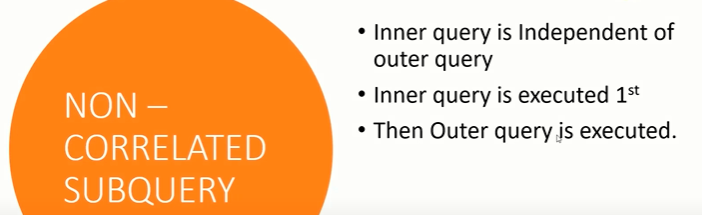 NON –
CORRELATED
SUBQUERY
• Inner query is Independent of
outer query
• Inner query is executed 1st
• Then Outer query is executed.